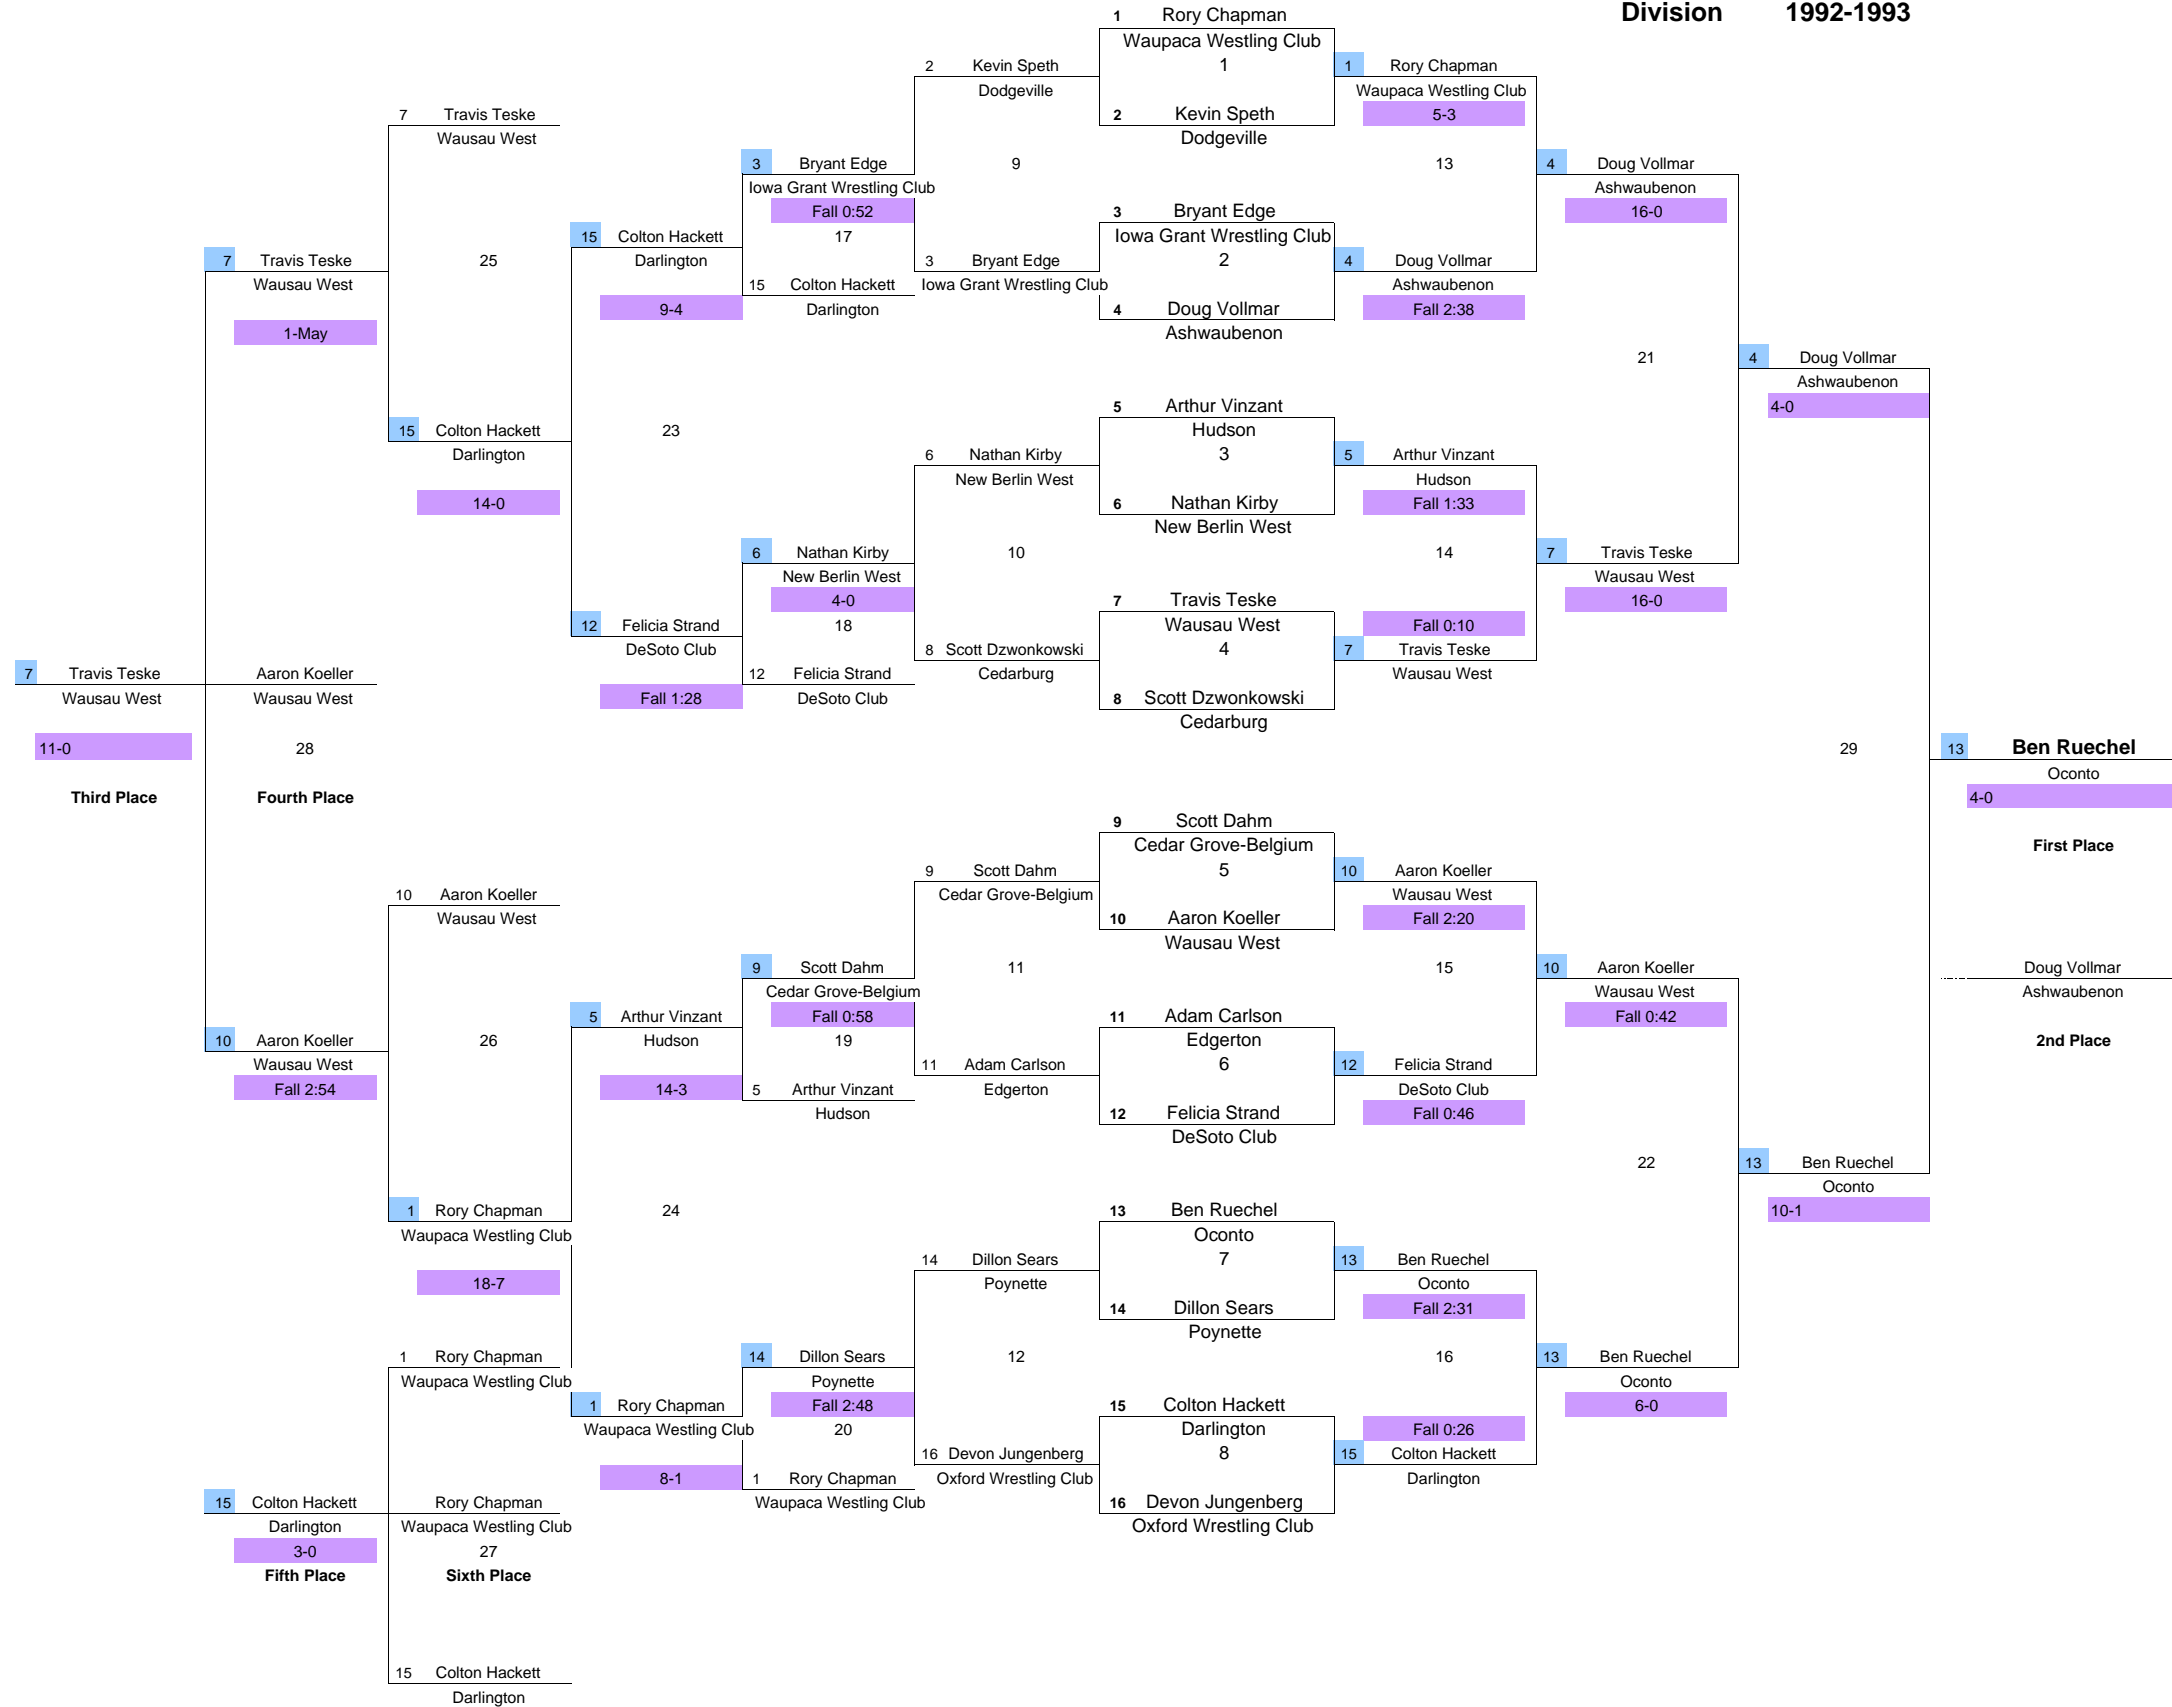 Division 1992-1993
1 Rory Chapman
Waupaca Westling Club
2 Kevin Speth 1 1 Rory Chapman
Dodgeville Waupaca Westling Club
7 Travis Teske 2 Kevin Speth 5-3
Wausau West Dodgeville
3 Bryant Edge 9 13 4 Doug Vollmar
Iowa Grant Wrestling Club Ashwaubenon
Fall 0:52 3 Bryant Edge 16-0
15 Colton Hackett 17 Iowa Grant Wrestling Club
7 Travis Teske 25 Darlington 3 Bryant Edge 2 4 Doug Vollmar
Wausau West 15 Colton Hackett Iowa Grant Wrestling Club Ashwaubenon
9-4 Darlington 4 Doug Vollmar Fall 2:38
1-May Ashwaubenon
21 4 Doug Vollmar
Ashwaubenon
5 Arthur Vinzant 4-0
15 Colton Hackett 23 Hudson
Darlington 6 Nathan Kirby 3 5 Arthur Vinzant
New Berlin West Hudson
14-0 6 Nathan Kirby Fall 1:33
New Berlin West
6 Nathan Kirby 10 14 7 Travis Teske
New Berlin West Wausau West
4-0 7 Travis Teske 16-0
12 Felicia Strand 18 Wausau West Fall 0:10
DeSoto Club 8 Scott Dzwonkowski 4 7 Travis Teske
7 Travis Teske Aaron Koeller 12 Felicia Strand Cedarburg Wausau West
Wausau West Wausau West Fall 1:28 DeSoto Club 8 Scott Dzwonkowski
Cedarburg
11-0 28 29 13 Ben Ruechel
Oconto
Third Place Fourth Place 4-0
9 Scott Dahm
Cedar Grove-Belgium First Place
9 Scott Dahm 5 10 Aaron Koeller
10 Aaron Koeller Cedar Grove-Belgium Wausau West
Wausau West 10 Aaron Koeller Fall 2:20
Wausau West
9 Scott Dahm 11 15 10 Aaron Koeller Doug Vollmar
Cedar Grove-Belgium Wausau West Ashwaubenon
5 Arthur Vinzant Fall 0:58 11 Adam Carlson Fall 0:42
10 Aaron Koeller 26 Hudson 19 Edgerton 2nd Place
Wausau West 11 Adam Carlson 6 12 Felicia Strand
Fall 2:54 14-3 5 Arthur Vinzant Edgerton DeSoto Club
Hudson 12 Felicia Strand Fall 0:46
DeSoto Club
22 13 Ben Ruechel
Oconto
1 Rory Chapman 24 13 Ben Ruechel 10-1
Waupaca Westling Club Oconto
14 Dillon Sears 7 13 Ben Ruechel
18-7 Poynette Oconto
14 Dillon Sears Fall 2:31
Poynette
1 Rory Chapman 14 Dillon Sears 12 16 13 Ben Ruechel
Waupaca Westling Club Poynette Oconto
1 Rory Chapman Fall 2:48 15 Colton Hackett 6-0
Waupaca Westling Club 20 Darlington Fall 0:26
16 Devon Jungenberg 8 15 Colton Hackett
8-1 1 Rory Chapman Oxford Wrestling Club Darlington
15 Colton Hackett Rory Chapman Waupaca Westling Club 16 Devon Jungenberg
Darlington Waupaca Westling Club Oxford Wrestling Club
3-0 27
Fifth Place Sixth Place
15 Colton Hackett
Darlington